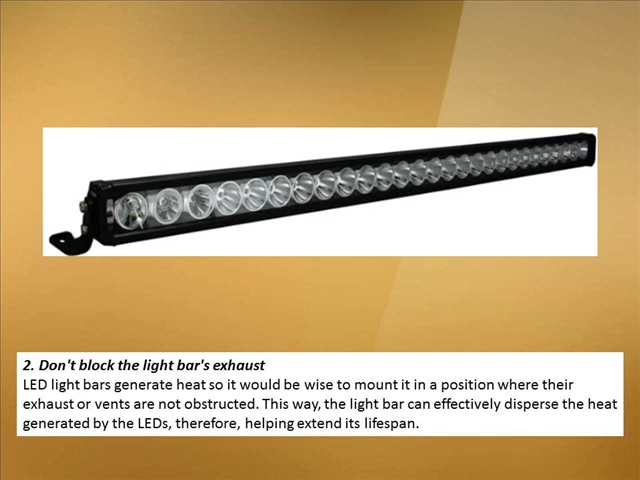 2. Don't block the light bar's exhaust
LED light bars generate heat so it would be wise to mount it in a position where their
exhaust or vents are not obstructed. This way, the light bar can effectively disperse the heat
generated by the LEDs, therefore, helping extend its lifespan.